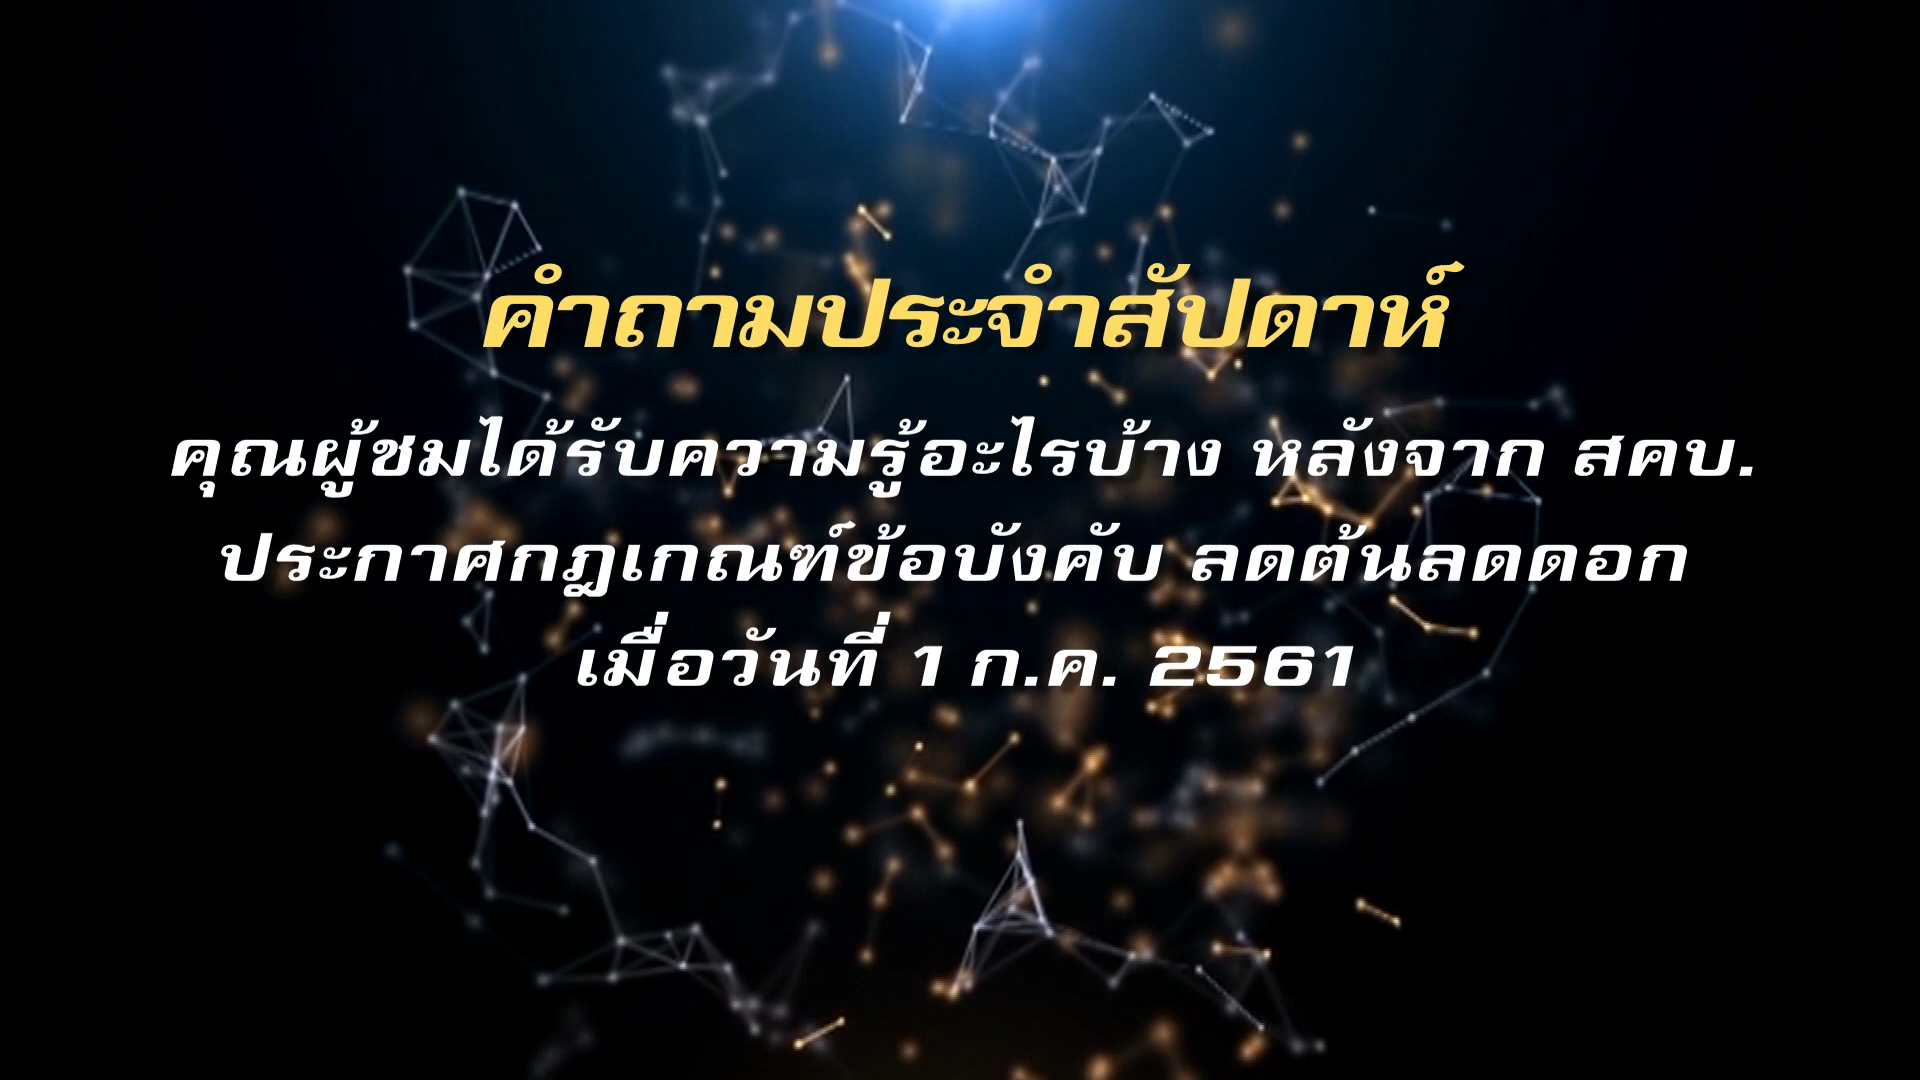 คำถามประจำสัปดาห์
คุณผู้ชมได้รับความรู้อะไรบ้าง หลังจาก สคบ.
ประกาศกฎเกณฑ์ข้อบังคับ ลดต้นลดดอก
เมื่อวันที่ 1 ก.ค. 2561